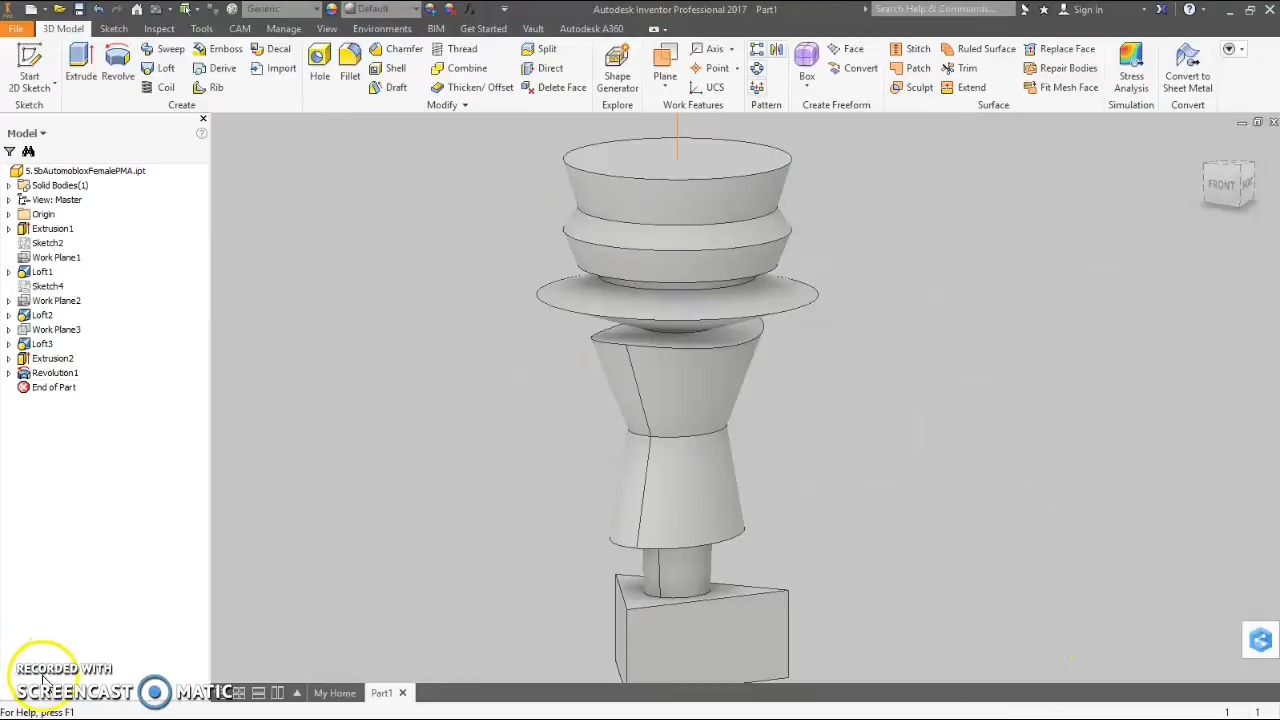 Generic
Default
Autodesk Inventor Professional 2017 Part1
Search Help & Commands...
Sign In
File 3D Model Sketch Inspect Tools CAM Manage View Environments BIM Get Started Vault Autodesk A360
Start
2D Sketch
Sketch
Extrude
Revolve
Sweep
Loft
Coil
Emboss
Derive
Rib
Decal
Import
Create
Hole
Fillet
Chamfer
Shell
Draft
Thread
Combine
Thicken/ Offset
Split
Direct
Delete Face
Modify
Shape
Generator
Explore
Plane
Axis
Point
UCS
Work Features
Pattern
Box
Face
Convert
Create Freeform
Stitch
Patch
Sculpt
Ruled Surface
Trim
Extend
Replace Face
Repair Bodies
Fit Mesh Face
Surface
Stress
Analysis
Simulation
Convert to
Sheet Metal
Convert
Model
5.5bAutomobloxFemalePMA.ipt
Solid Bodies(1)
View: Master
Origin
Extrusion1
Sketch2
Work Plane1
Loft1
Sketch4
Work Plane2
Loft2
Work Plane3
Loft3
Extrusion2
Revolution1
End of Part
FRONT
RECORDED WITH
SCREENCAST MATIC
My Home
Part1
For Help, press F1
1 1